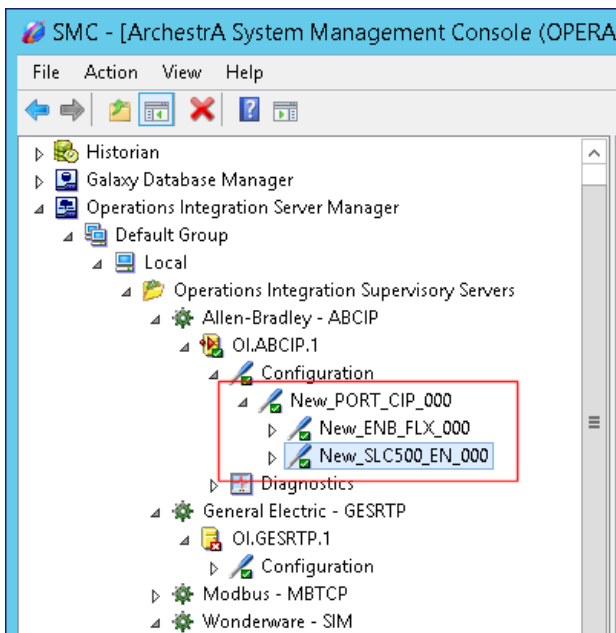 SMC - [ArchestrA System Management Console (OPERA
File Action View Help
Historian
Galaxy Database Manager
Operations Integration Server Manager
Default Group
Local
Operations Integration Supervisory Servers
Allen-Bradley - ABCIP
OI.ABCIP.1
Configuration
New_PORT_CIP_000
New_ENB_FLX_000
New_SLC500_EN_000
Diagnostics
General Electric - GESRTP
OI.GESRTP.1
Configuration
Modbus - MBTCP
Wonderware - SIM